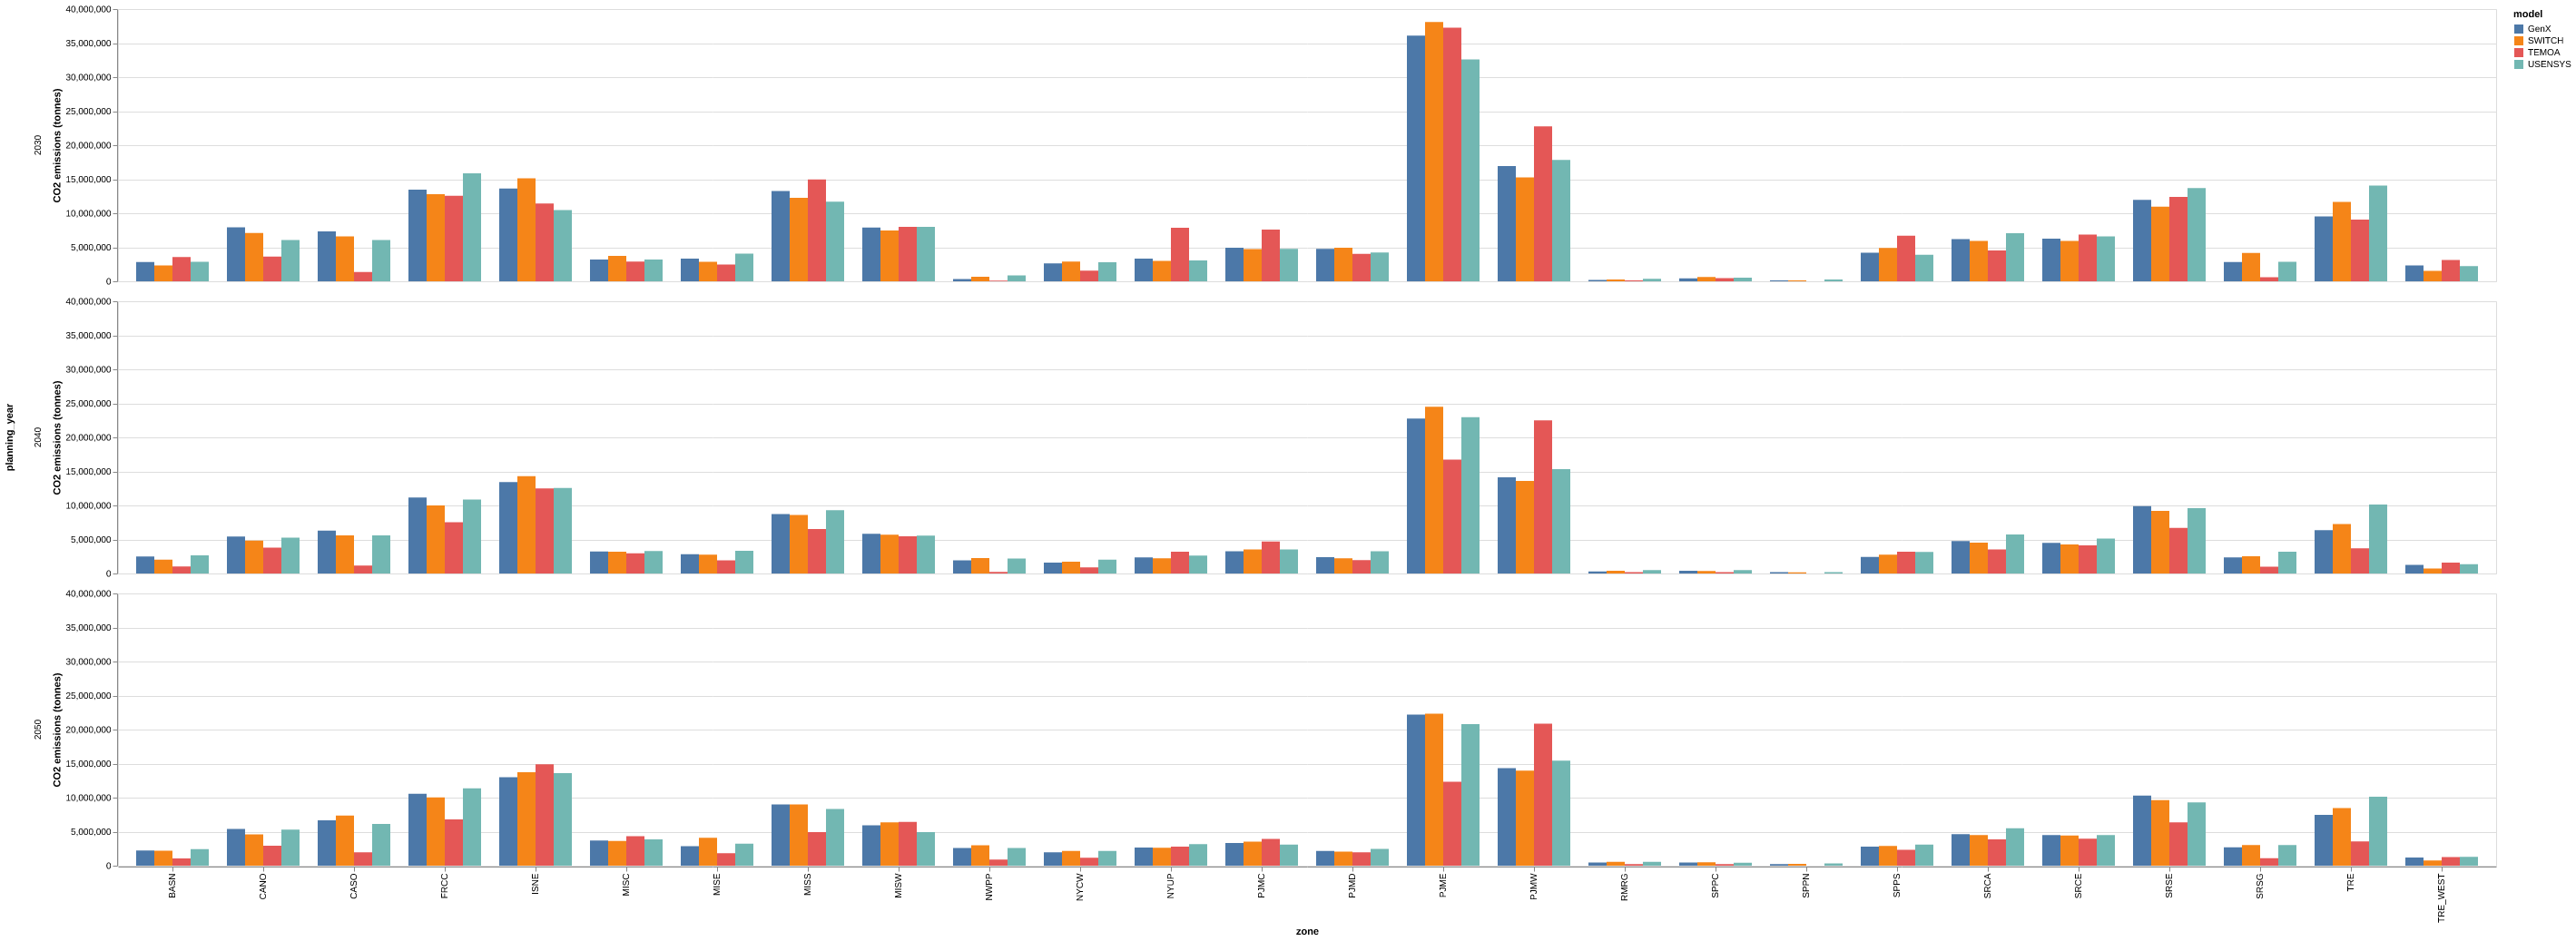 planning_year
2030
CO2 emissions (tonnes)
40,000,000
35,000,000
30,000,000
25,000,000
20,000,000
15,000,000
10,000,000
5,000,000
0
2040
CO2 emissions (tonnes)
40,000,000
35,000,000
30,000,000
25,000,000
20,000,000
15,000,000
10,000,000
5,000,000
0
2050
CO2 emissions (tonnes)
40,000,000
35,000,000
30,000,000
25,000,000
20,000,000
15,000,000
10,000,000
5,000,000
0
BASN
CANO
CASO
FRCC
ISNE
MISC
MISE
MISS
MISW
NWPP
NYCW
NYUP
PJMC
PJMD
PJME
PJMW
RMRG
SPPC
SPPN
SPPS
SRCA
SRCE
SRSE
SRSG
TRE
TRE_WEST
zone
model
GenX
SWITCH
TEMOA
USENSYS